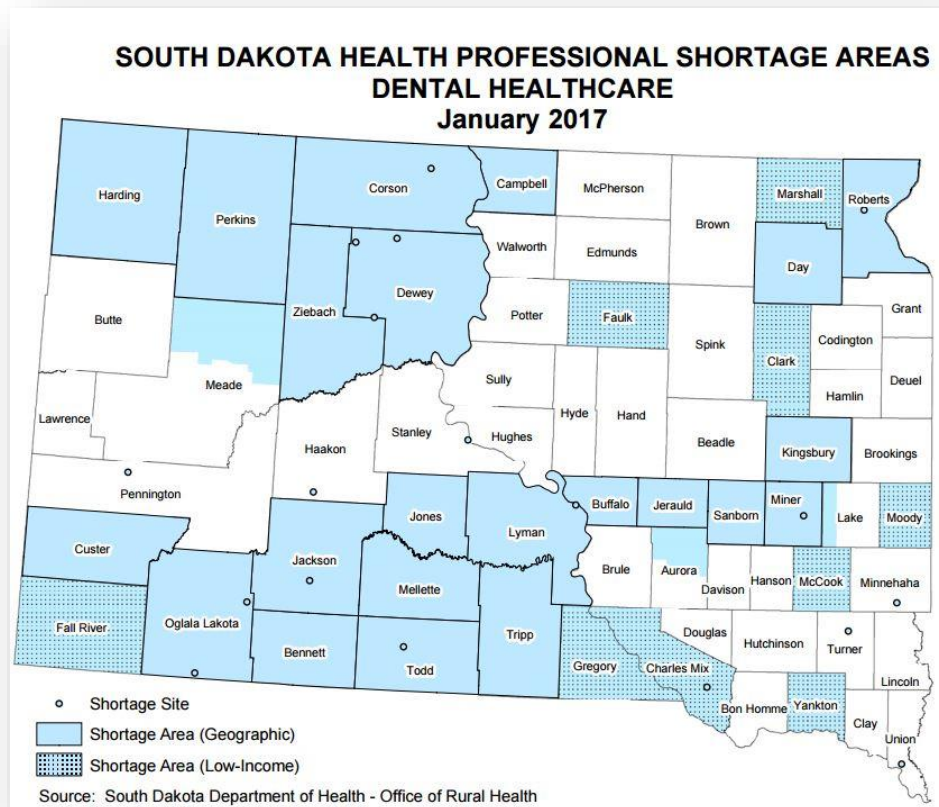 SOUTH DAKOTA HEALTH PROFESSIONAL SHORTAGE AREAS
DENTAL HEALTHCARE
January 2017
Harding
Perkins
Corson
Campbell
McPherson
Brown
Marshall
Roberts
Walworth
Edmunds
Day
Butte
Ziebach
Dewey
Potter
Faulk
Spink
Clark
Codington
Grant
Meade
Sully
Hyde
Hand
Hamlin
Deuel
Lawrence
Haakon
Stanley
Hughes
Beadle
Kingsbury
Brookings
Pennington
Jones
Lyman
Buffalo
Jerauld
Sanborn
Miner
Lake
Moody
Custer
Jackson
Mellette
Brule
Aurora
Davison
Hanson
McCook
Minnehaha
Fall River
Oglala Lakota
Bennett
Todd
Tripp
Gregory
Charles Mix
Douglas
Hutchinson
Turner
Lincoln
Bon Homme
Yankton
Clay
Union
Shortage Site
Shortage Area (Geographic)
Shortage Area (Low-Income)
Source: South Dakota Department of Health - Office of Rural Health